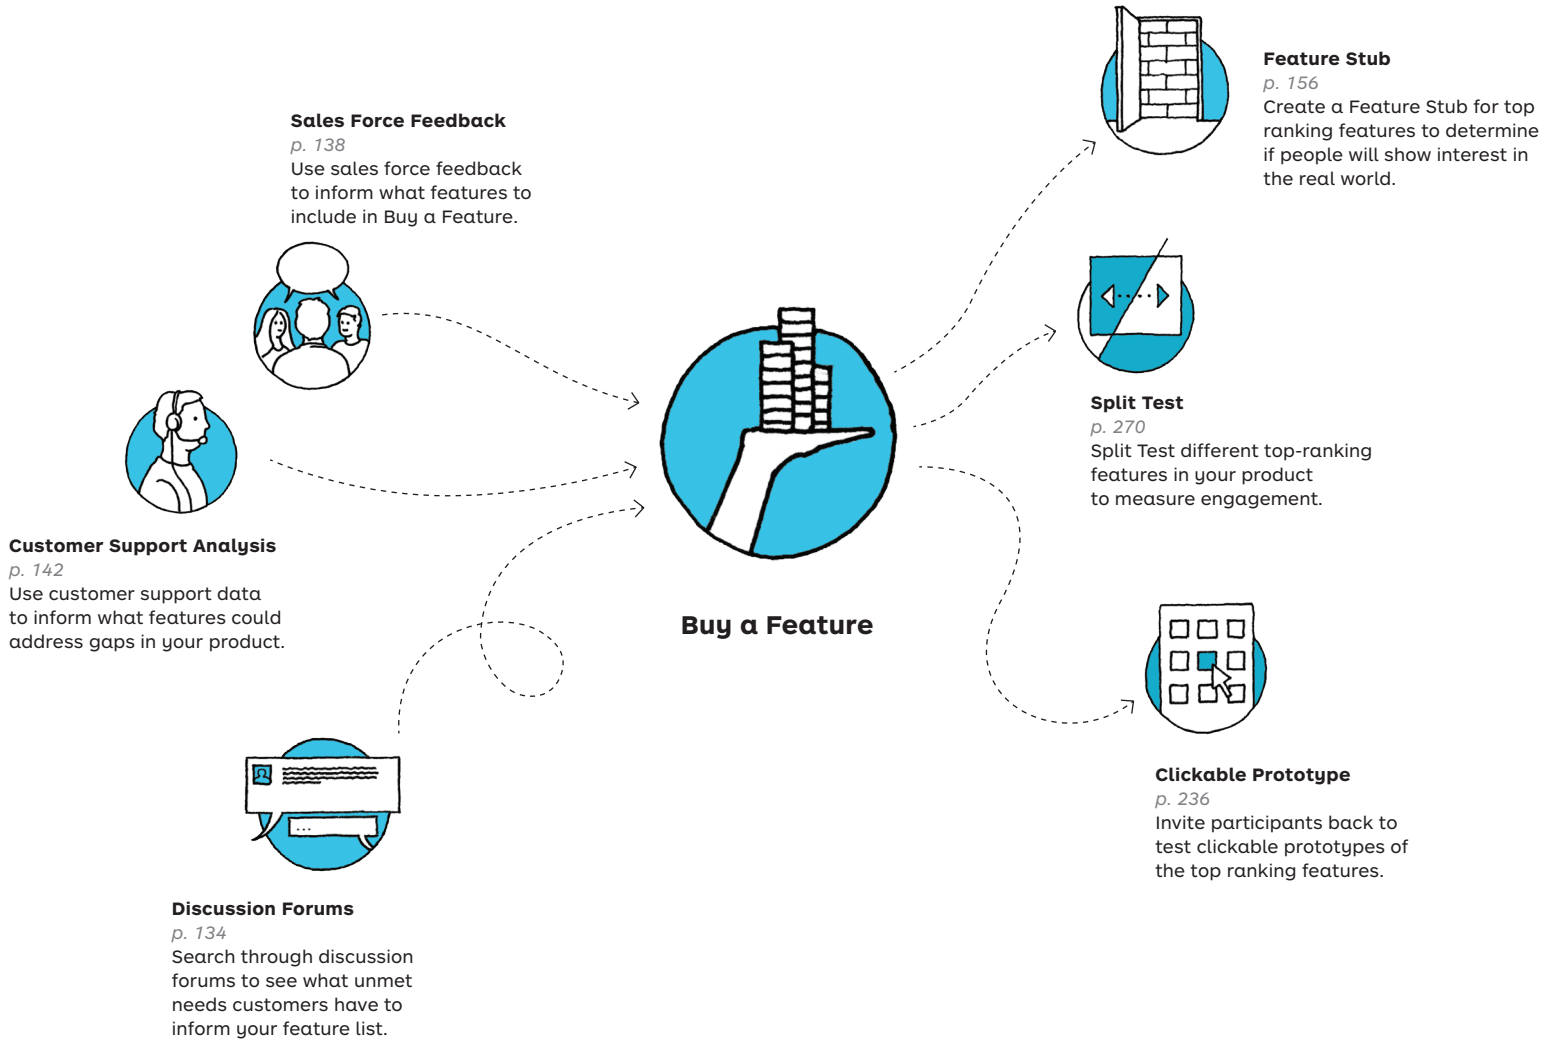 Sales Force Feedback
p. 138
Use sales force feedback
to inform what features to
include in Buy a Feature.
Customer Support Analysis
p. 142
Use customer support data
to inform what features could
address gaps in your product.
Discussion Forums
p. 134
Search through discussion
forums to see what unmet
needs customers have to
inform your feature list.
Buy a Feature
Feature Stub
p. 156
Create a Feature Stub for top
ranking features to determine
if people will show interest in
the real world.
Split Test
p. 270
Split Test different top-ranking
features in your product
to measure engagement.
Clickable Prototype
p. 236
Invite participants back to
test clickable prototypes of
the top ranking features.